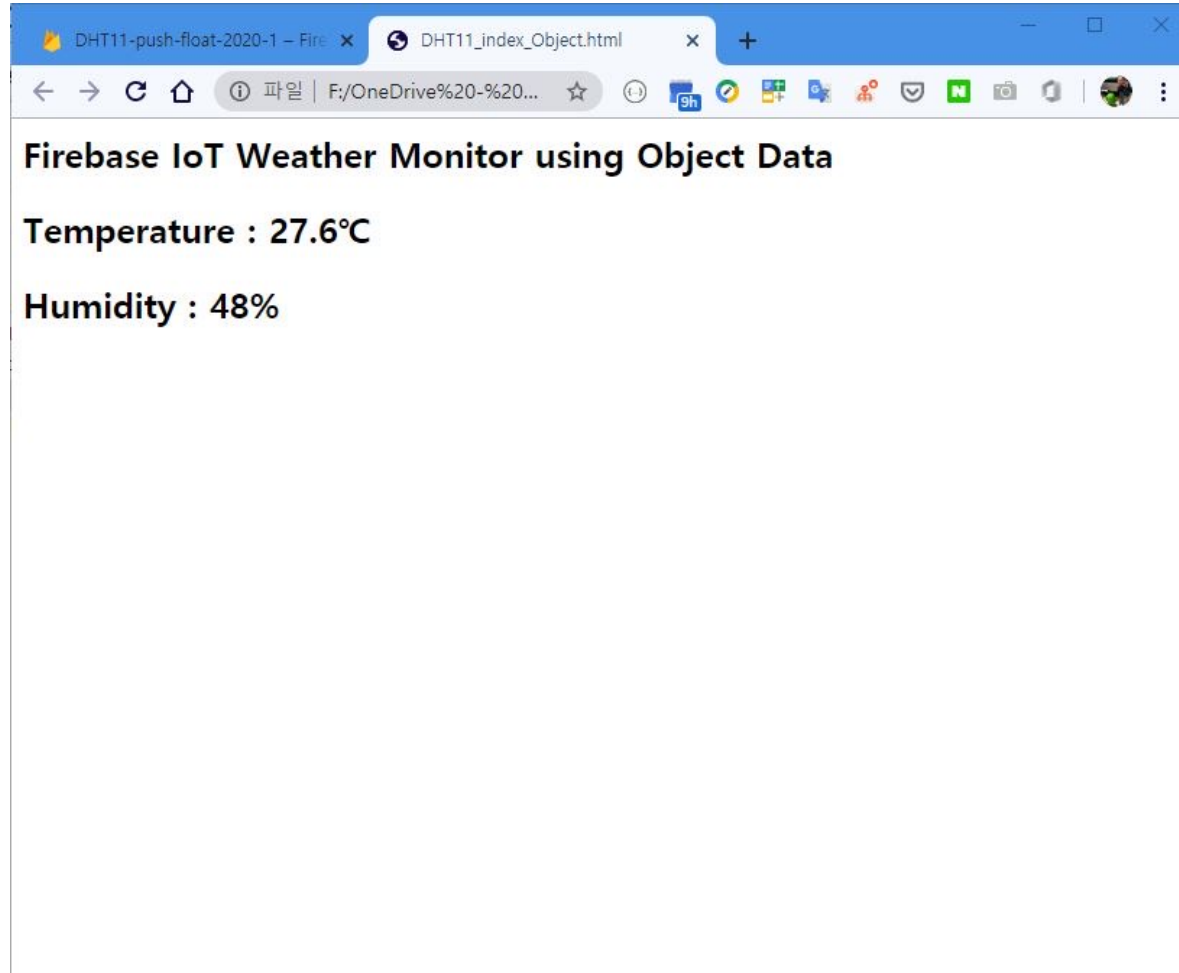 DHT11-push-float-2020-1 – Fire
DHT11_index_Object.html
파일 | F:/OneDrive%20-%20...
9h
N
Firebase IoT Weather Monitor using Object Data
Temperature : 27.6℃
Humidity : 48%